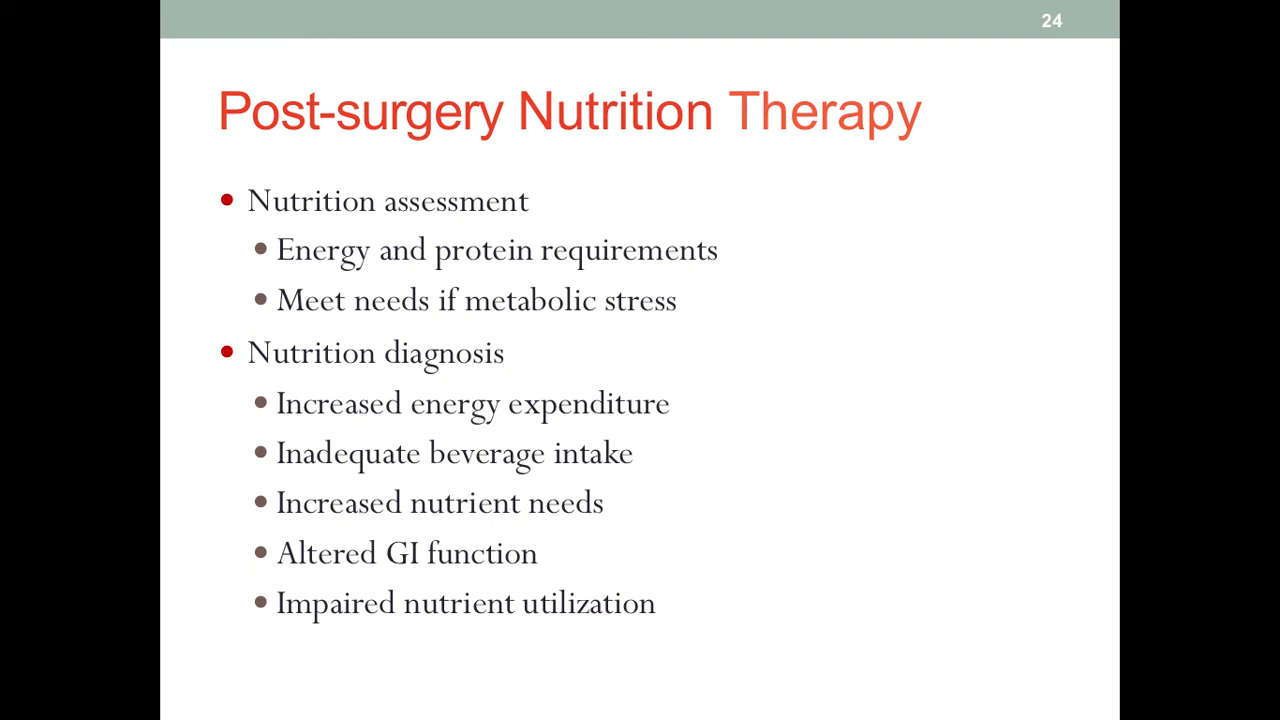 24
Post-surgery Nutrition Therapy
• Nutrition assessment
• Energy and protein requirements
• Meet needs if metabolic stress
• Nutrition diagnosis
• Increased energy expenditure
• Inadequate beverage intake
• Increased nutrient needs
• Altered GI function
• Impaired nutrient utilization